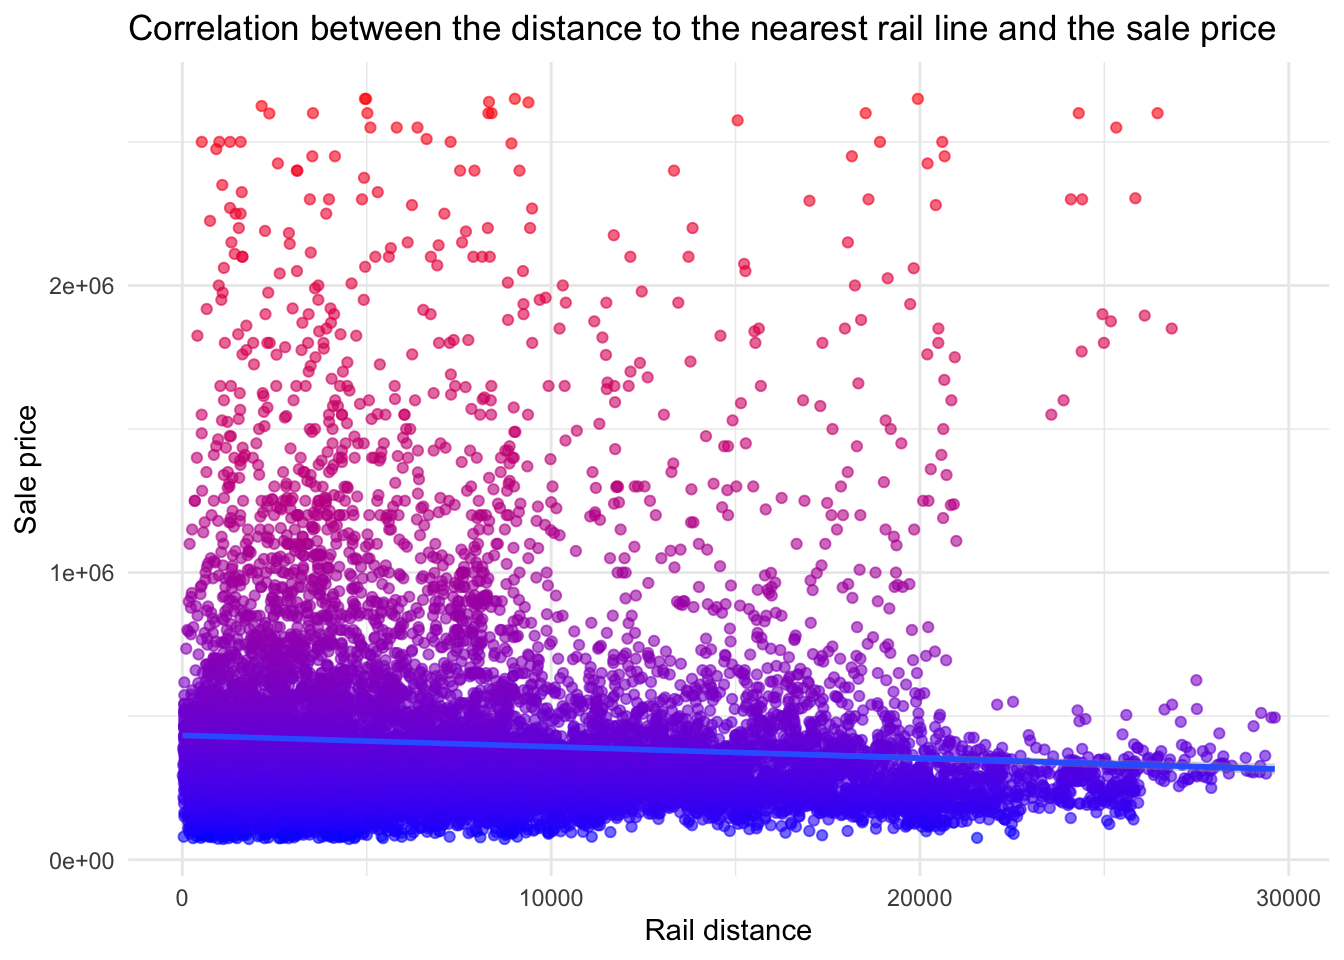 Correlation between the distance to the nearest rail line and the sale price
Sale price
2e+06
1e+06
0e+00
0 10000 20000 30000
Rail distance